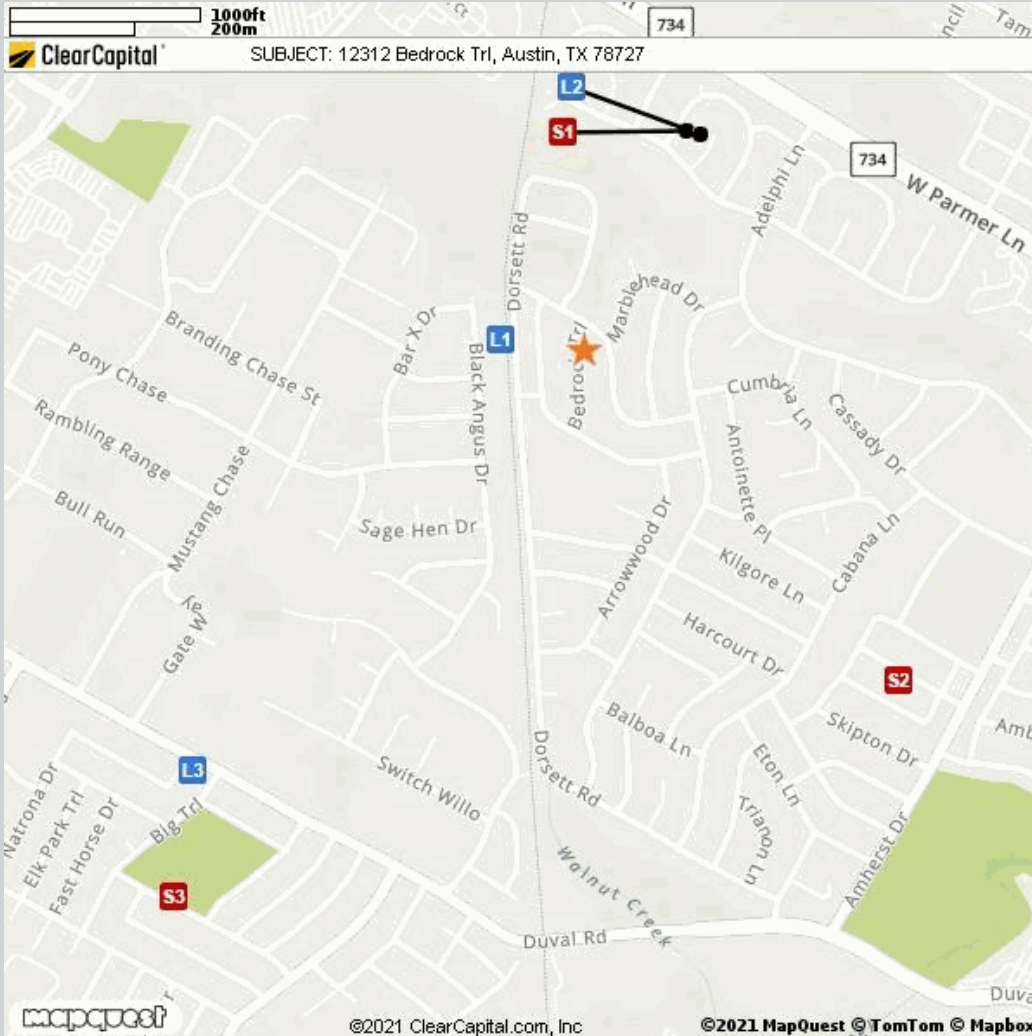 1000ft
200m
Ct
734
Tam
ClearCapital
SUBJECT: 12312 Bedrock Trl, Austin, TX 78727
L2
S1
734
Adelphi Ln
W Parmer Ln
Dorsett Rd
Marblehead Dr
Bar X Dr
L1
Bedrock Trl
Branding Chase St
Pony Chase
Black Angus Dr
Cumbria Ln
Cassady Dr
Rambling Range
Antoinette Pl
Bull Run
Mustang Chase
Sage Hen Dr
Arrowwood Dr
Cabana Ln
Kilgore Ln
Gate Way
Harcourt Dr
S2
Balboa Ln
Skipton Dr
Amb
L3
Dorsett Rd
Eton Ln
Switch Willo
Natrona Dr
Elk Park Trl
Fast Horse Dr
Big Trl
Trianon Ln
Amherst Dr
S3
Walnut Creek
Duval Rd
Duva
mapquest
©2021 ClearCapital.com, Inc
©2021 MapQuest © TomTom © Mapbox